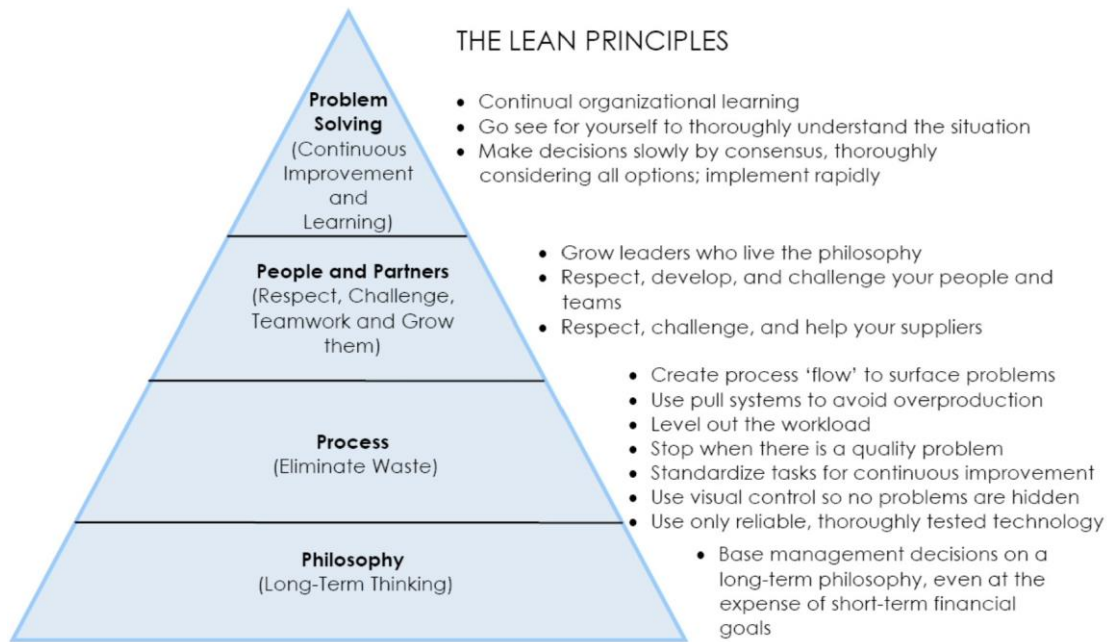 THE LEAN PRINCIPLES
Problem
Solving
(Continuous
Improvement
and
Learning)
• Continual organizational learning
• Go see for yourself to thoroughly understand the situation
• Make decisions slowly by consensus, thoroughly
considering all options; implement rapidly
People and Partners
(Respect, Challenge,
Teamwork and Grow
them)
• Grow leaders who live the philosophy
• Respect, develop, and challenge your people and
teams
• Respect, challenge, and help your suppliers
Process
(Eliminate Waste)
• Create process ‘flow’ to surface problems
• Use pull systems to avoid overproduction
• Level out the workload
• Stop when there is a quality problem
• Standardize tasks for continuous improvement
• Use visual control so no problems are hidden
• Use only reliable, thoroughly tested technology
Philosophy
(Long-Term Thinking)
• Base management decisions on a
long-term philosophy, even at the
expense of short-term financial
goals